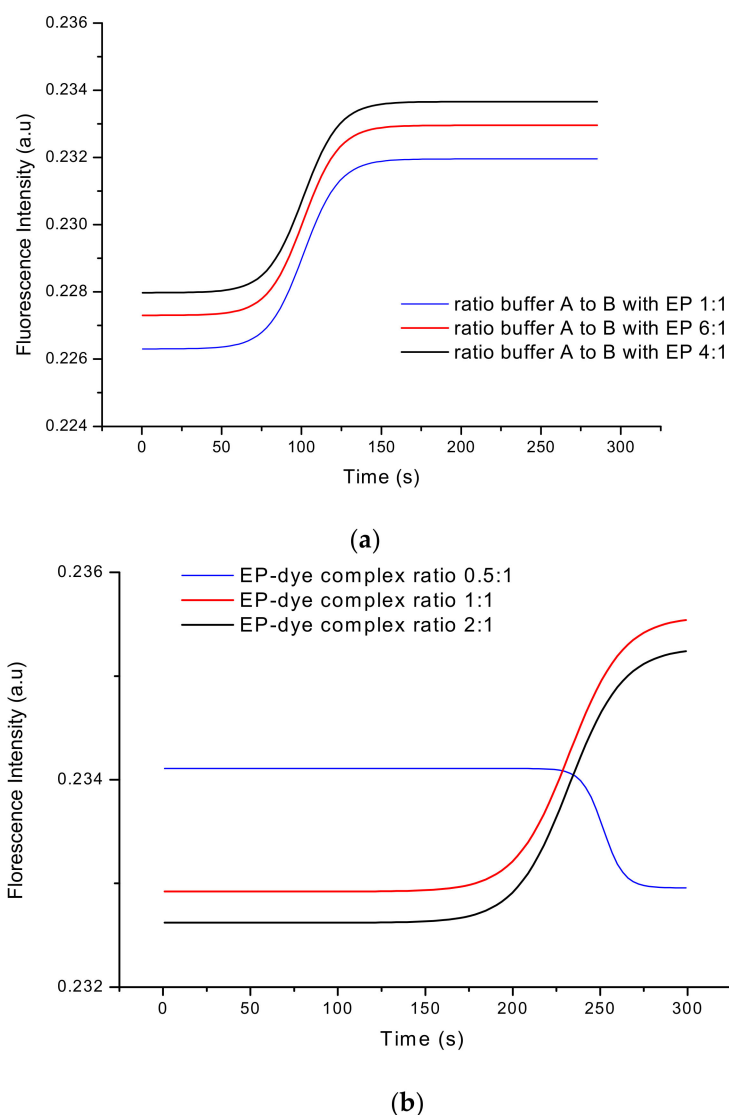 0.236
0.234
0.232
0.230
0.228
0.226
0.224
Fluorescence Intensity (a.u)
ratio buffer A to B with EP 1:1
ratio buffer A to B with EP 6:1
ratio buffer A to B with EP 4:1
0 50 100 150 200 250 300
Time (s)
(a)
EP-dye complex ratio 0.5:1
EP-dye complex ratio 1:1
EP-dye complex ratio 2:1
0.236
0.234
0.232
Florescence Intensity (a.u)
0 50 100 150 200 250 300
Time (s)
(b)